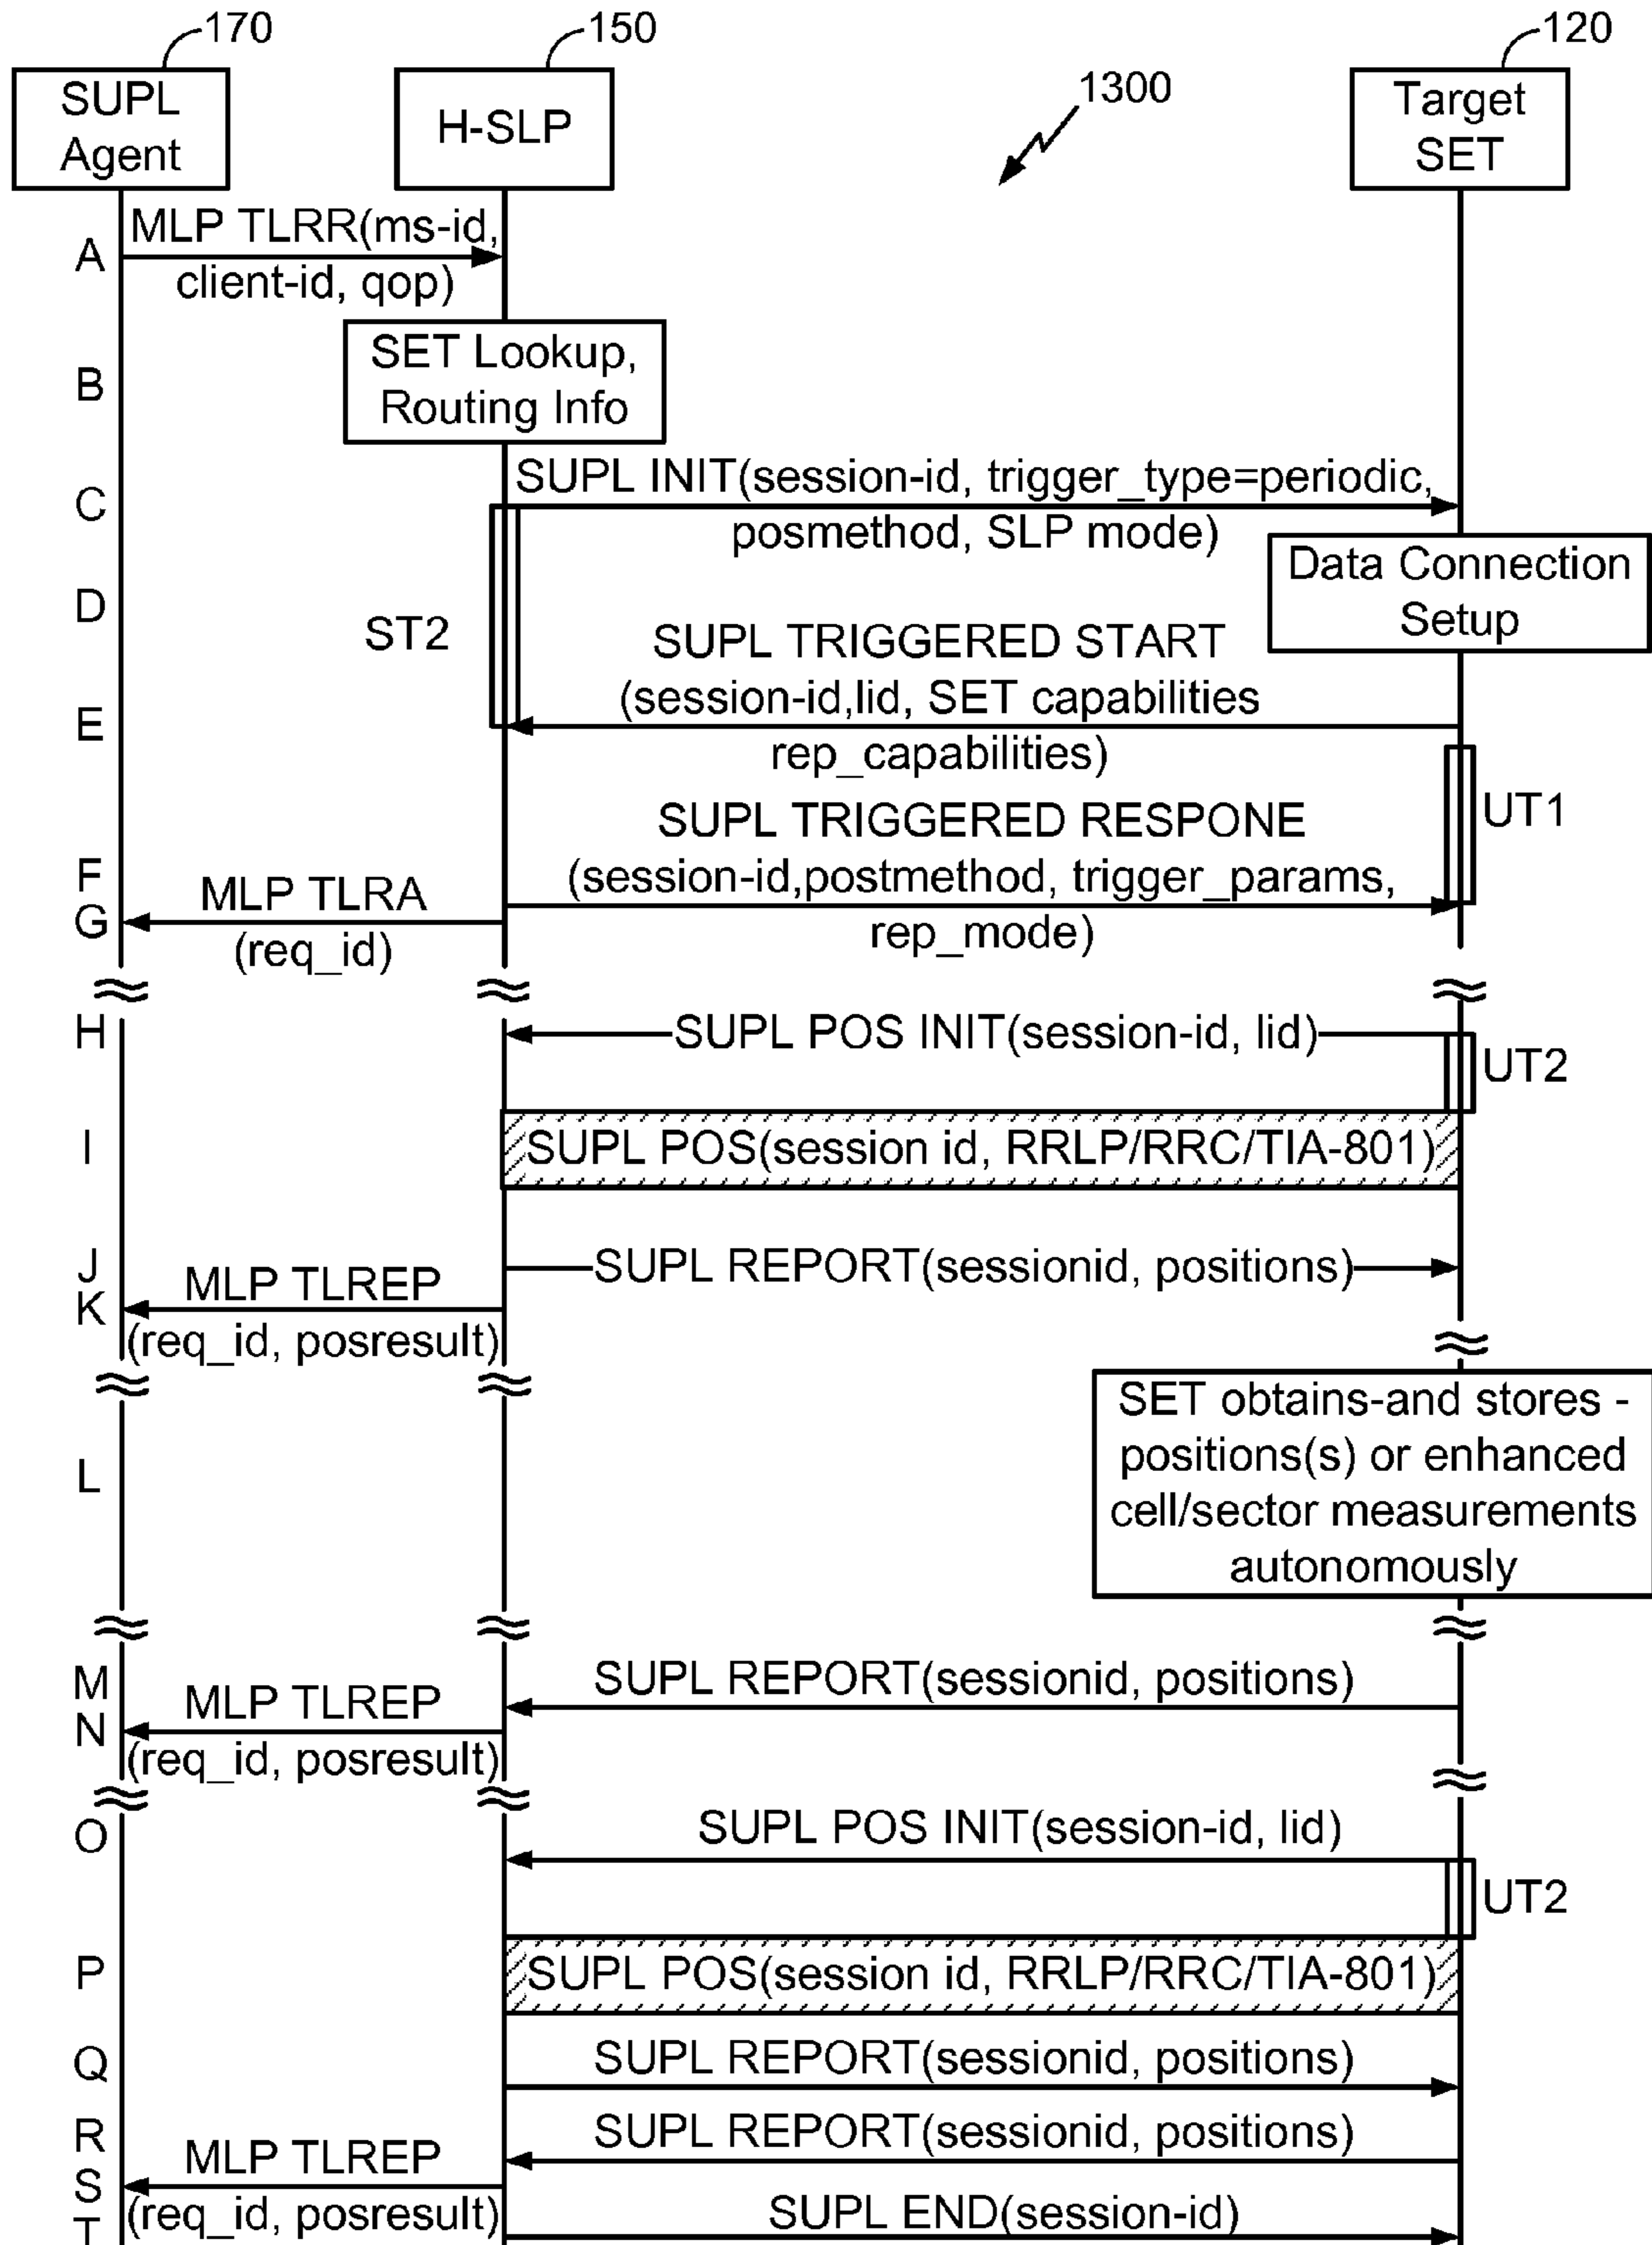 170
150
120
SUPL
Agent
H-SLP
1300
Target
SET
A
MLP TLRR(ms-id,
client-id, qop)
B
SET Lookup,
Routing Info
C
SUPL INIT(session-id, trigger_type=periodic,
posmethod, SLP mode)
Data Connection
Setup
D
ST2
SUPL TRIGGERED START
(session-id,lid, SET capabilities
E
rep_capabilities)
UT1
SUPL TRIGGERED RESPONE
F
(session-id,postmethod, trigger_params,
MLP TLRA
G
rep_mode)
(req_id)
H
SUPL POS INIT(session-id, lid)
UT2
I
SUPL POS(session id, RRLP/RRC/TIA-801)
J
SUPL REPORT(sessionid, positions)
MLP TLREP
K
(req_id, posresult)
SET obtains-and stores -
positions(s) or enhanced
cell/sector measurements
autonomously
L
M
SUPL REPORT(sessionid, positions)
MLP TLREP
N
(req_id, posresult)
O
SUPL POS INIT(session-id, lid)
UT2
P
SUPL POS(session id, RRLP/RRC/TIA-801)
Q
SUPL REPORT(sessionid, positions)
R
SUPL REPORT(sessionid, positions)
MLP TLREP
S
(req_id, posresult)
SUPL END(session-id)
T